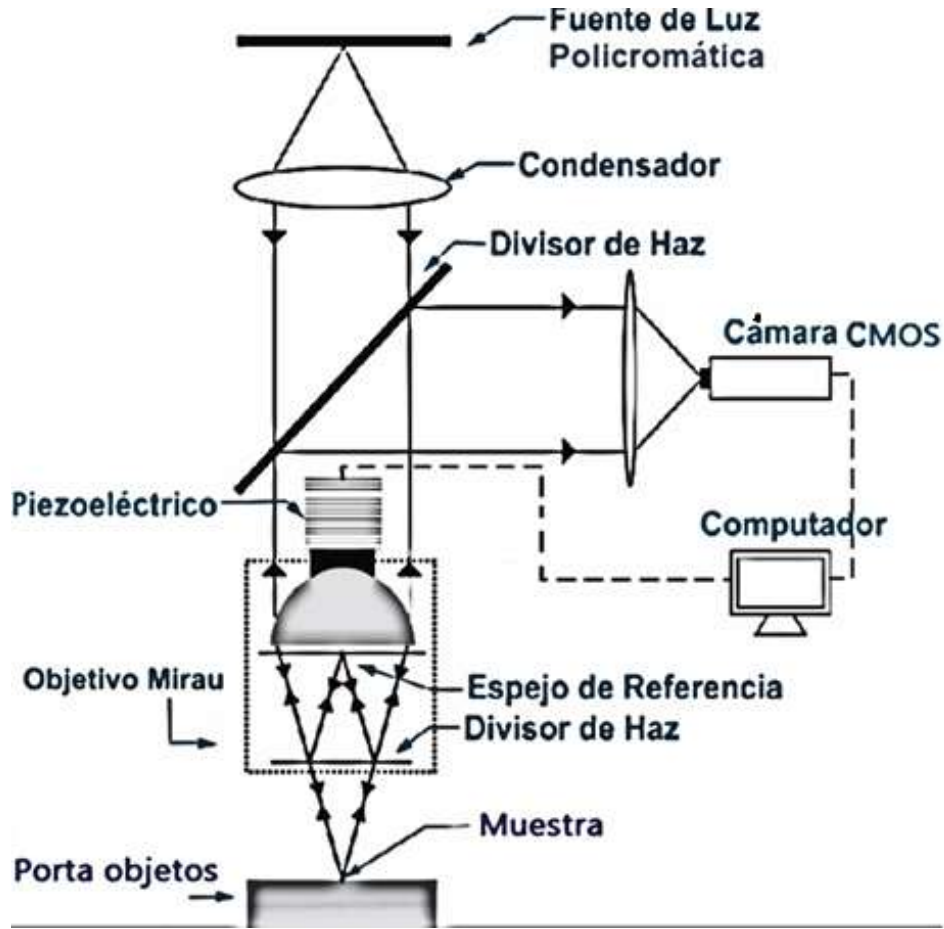 Fuente de Luz
Policromática
Condensador
Divisor de Haz
Cámara CMOS
Piezoeléctrico
Computador
Objetivo Mirau
Espejo de Referencia
Divisor de Haz
Muestra
Porta objetos